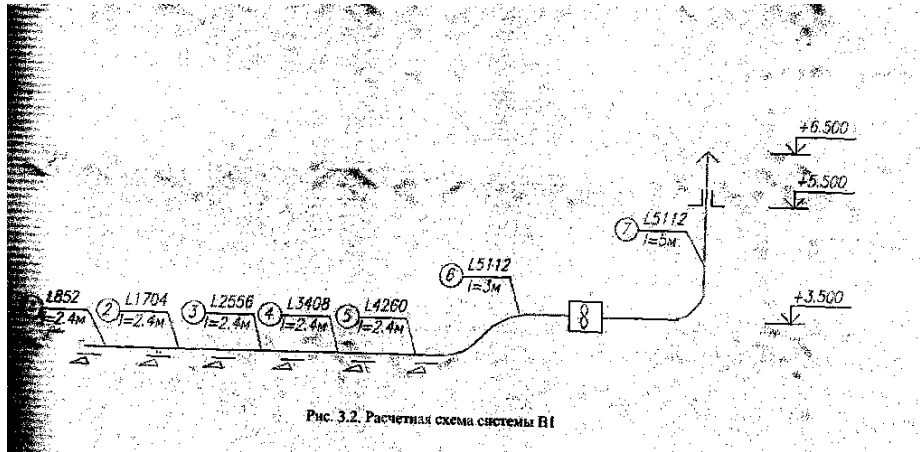 +6.500
+5.500
L5112
7
l=5м
L5112
6
l=3м
+3.500
L852
l=2.4м
2
L1704
l=2.4м
3
L2556
l=2.4м
4
L3408
l=2.4м
5
L4260
l=2.4м
Рис. 3.2. Расчетная схема системы В1